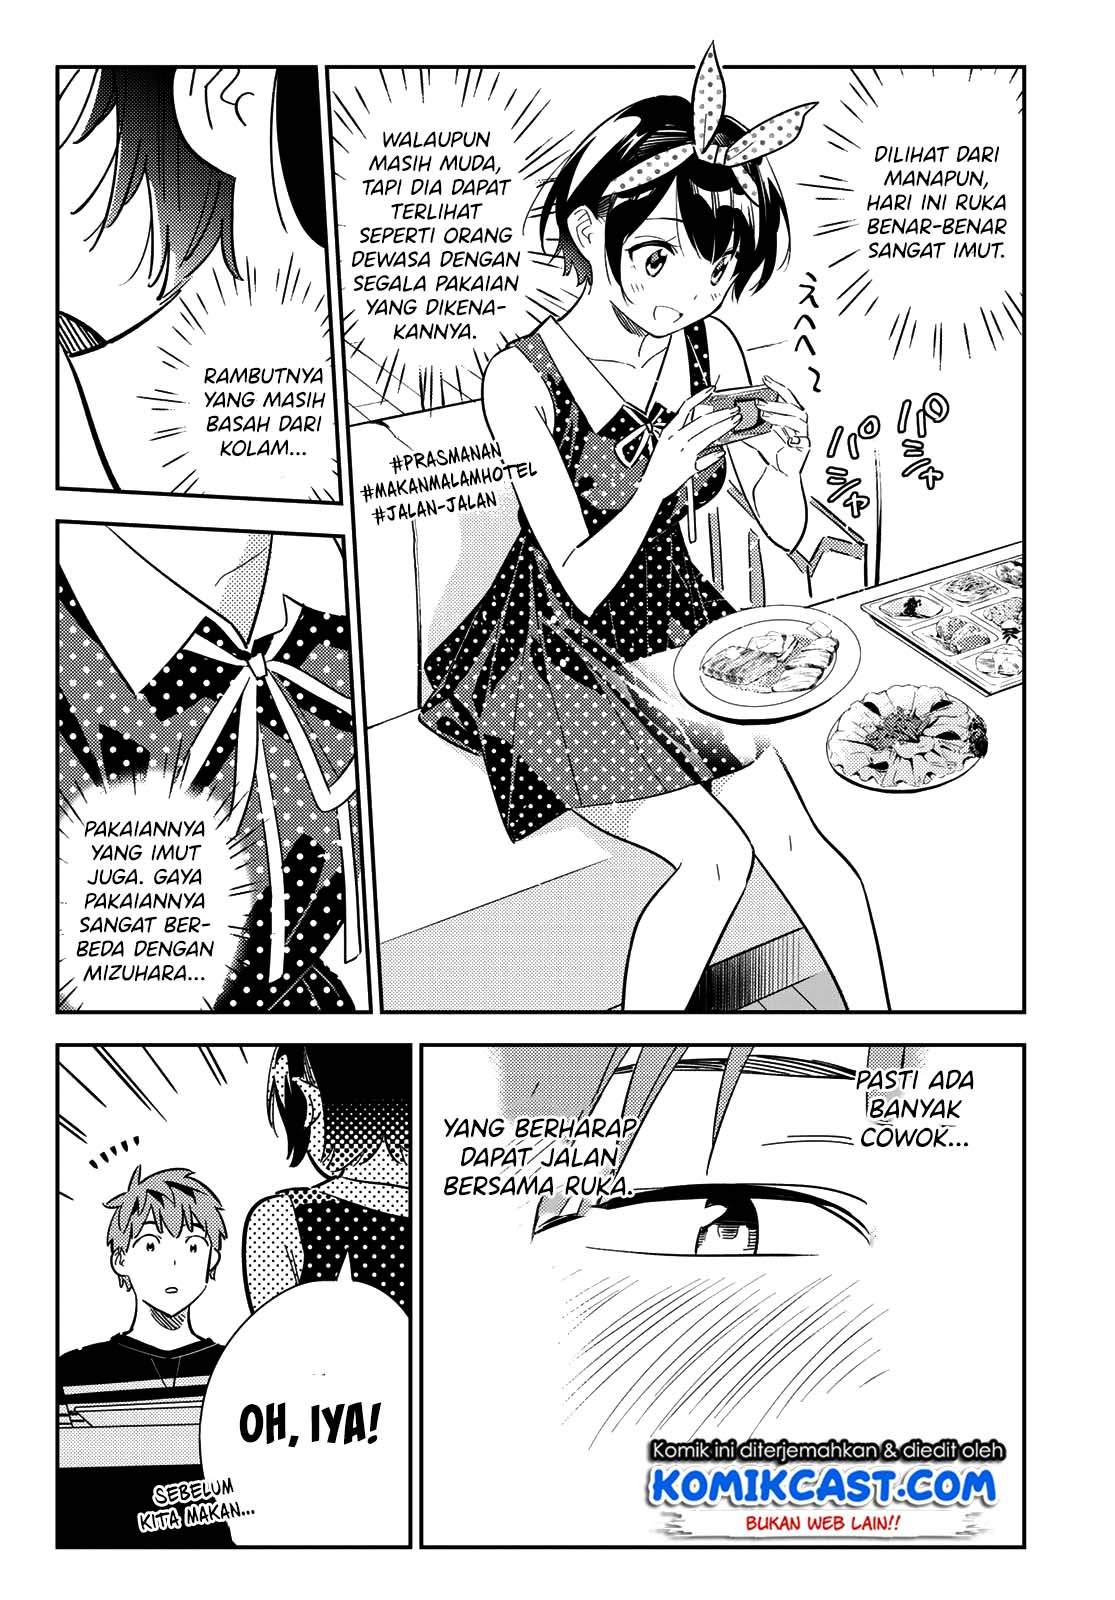 DILIHAT DARI
MANAPUN,
HARI INI RUKA
BENAR-BENAR
SANGAT IMUT.
WALAUPUN
MASIH MUDA,
TAPI DIA DAPAT
TERLIHAT
SEPERTI ORANG
DEWASA DENGAN
SEGALA PAKAIAN
YANG DIKENA-
KANNYA.
えへへ〜
パシャ
パシャ
#PRASMANAN
#MAKANMALAMHOTEL
#JALAN-JALAN
RAMBUTNYA
YANG MASIH
BASAH DARI
KOLAM...
PAKAIANNYA
YANG IMUT
JUGA. GAYA
PAKAIANNYA
SANGAT BER-
BEDA DENGAN
MIZUHARA...
PASTI ADA
BANYAK
COWOK...
YANG BERHARAP
DAPAT JALAN
BERSAMA RUKA.
OH, IYA!
SEBELUM
KITA MAKAN...
Komik ini diterjemahkan & diedit oleh
KOMIKCAST.COM
BUKAN WEB LAIN!!